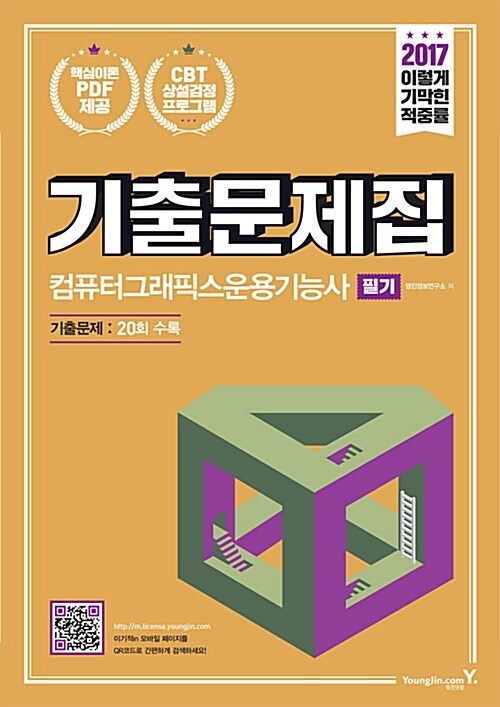 핵심이론
PDF
제공
CBT
상설검정
프로그램
2017
이렇게
기막힌
적중률
기출문제집
컴퓨터그래픽스운용기능사 필기 영진정보연구소 저
기출문제 : 20회 수록
http://m.license.youngjin.com
이기적in 모바일 페이지를
QR코드로 간편하게 검색하세요!
YoungJin.com Y.
영진닷컴